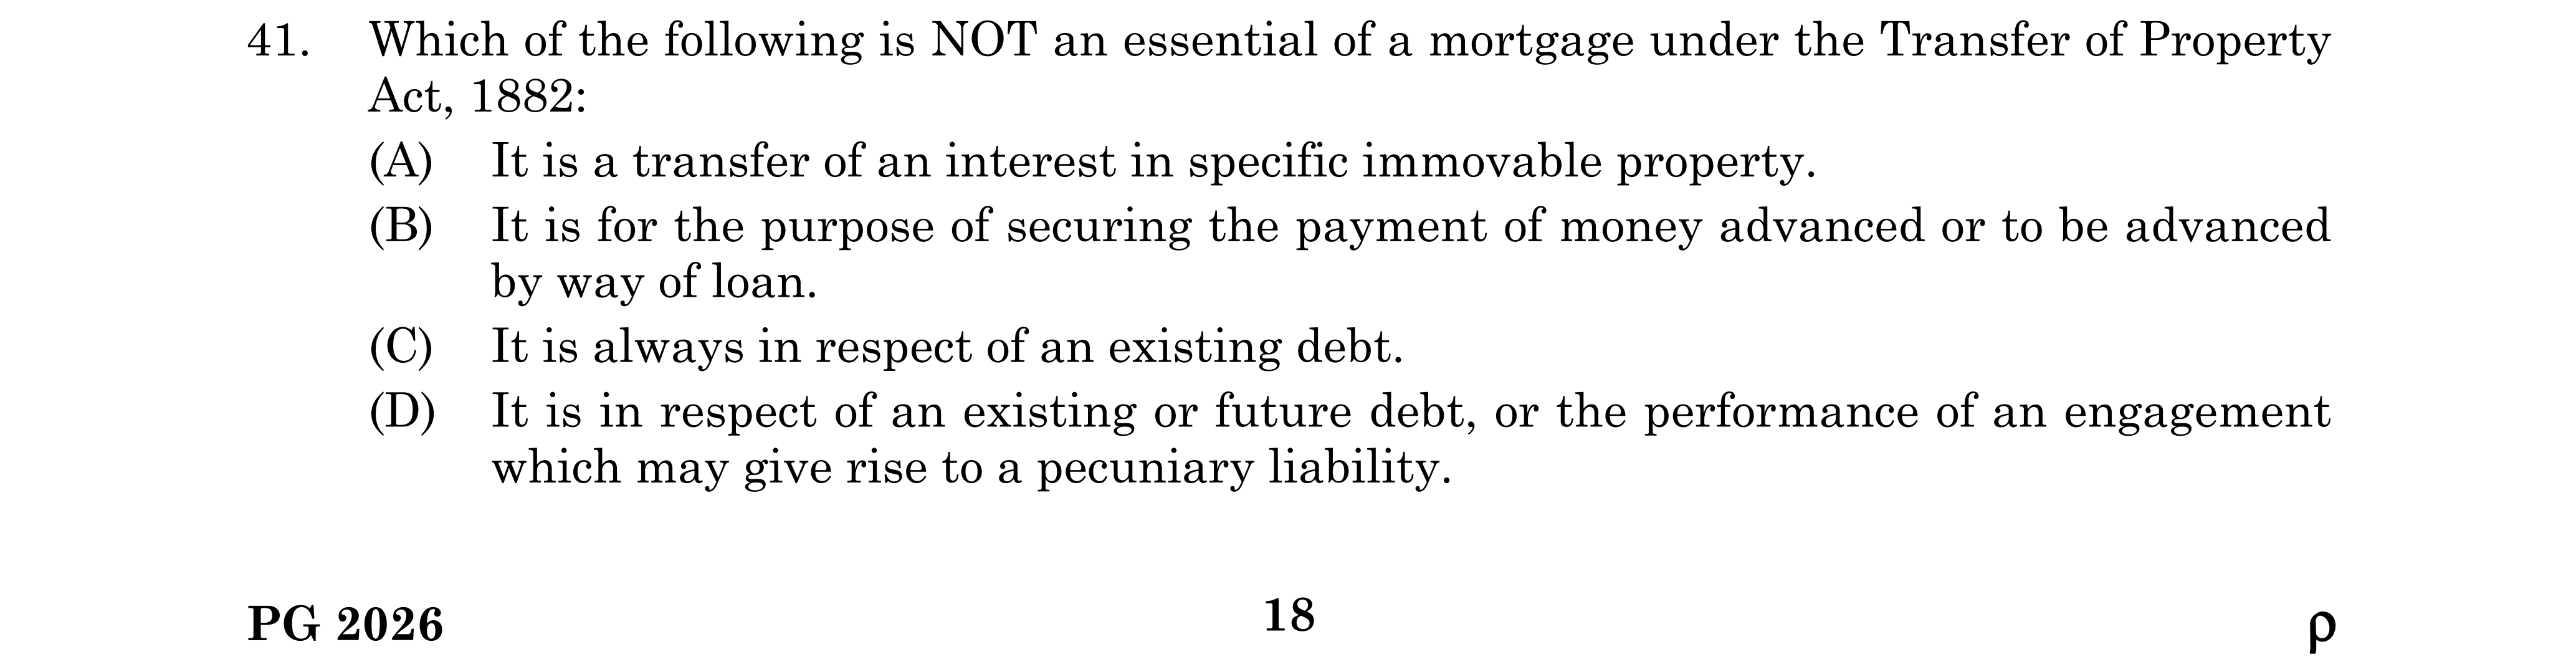 41. Which of the following is NOT an essential of a mortgage under the Transfer of Property
Act, 1882:
(A) It is a transfer of an interest in specific immovable property.
(B) It is for the purpose of securing the payment of money advanced or to be advanced
by way of loan.
(C) It is always in respect of an existing debt.
(D) It is in respect of an existing or future debt, or the performance of an engagement
which may give rise to a pecuniary liability.
PG 2026 18 ρ